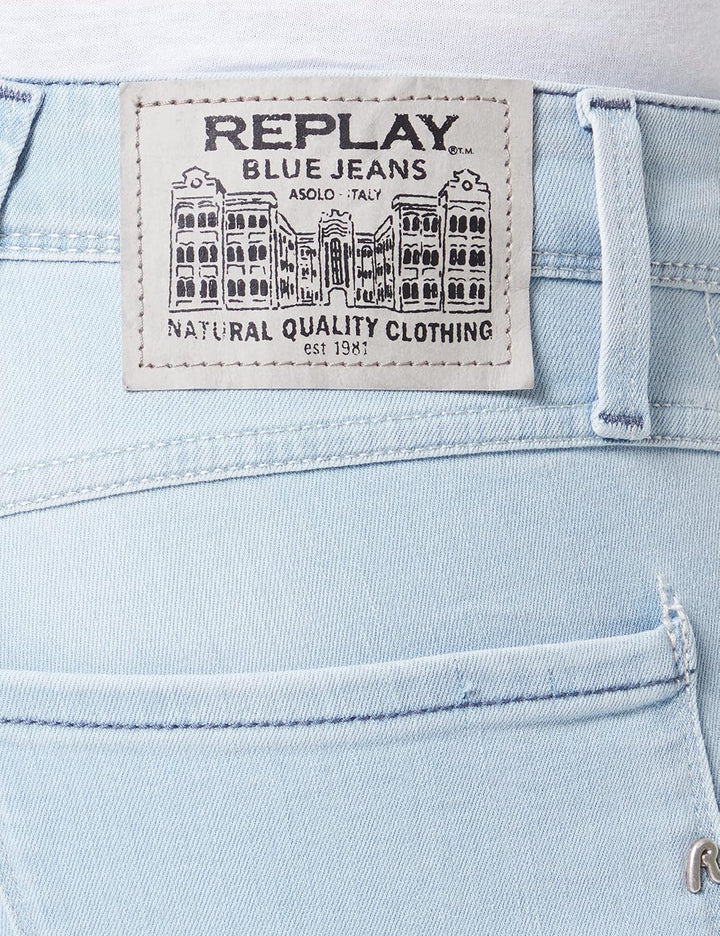 REPLAY
®T.M.
BLUE JEANS
ASOLO - ITALY
NATURAL QUALITY CLOTHING
est 1981
R